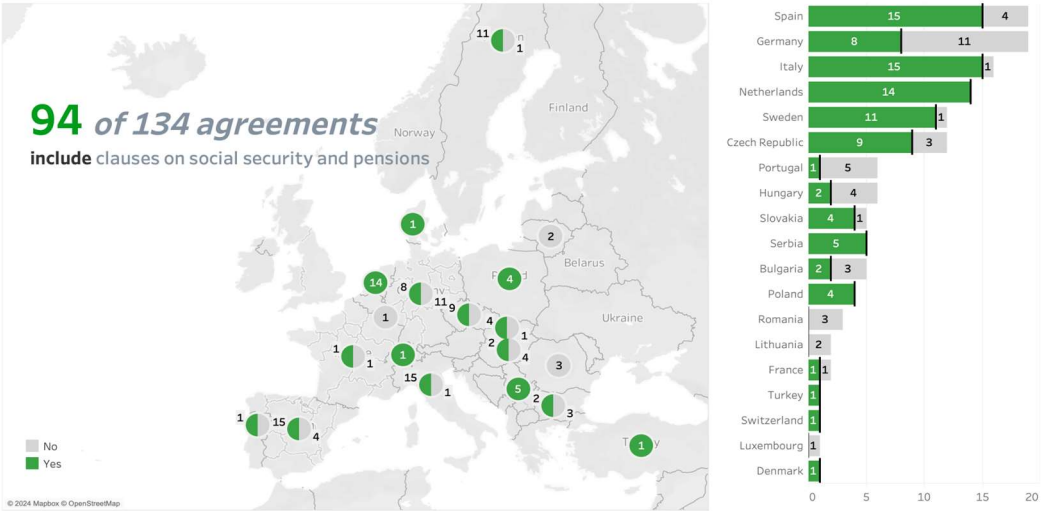 94 of 134 agreements
include clauses on social security and pensions
Norway
Finland
Belarus
Ukraine
11
1
1
2
14
8
11
4
1
9
4
1
2
4
1
1
1
3
15
1
5
2
3
1
15
4
1
No
Yes
© 2024 Mapbox © OpenStreetMap
Spain 15 4
Germany 8 11
Italy 15 1
Netherlands 14
Sweden 11 1
Czech Republic 9 3
Portugal 1 5
Hungary 2 4
Slovakia 4 1
Serbia 5
Bulgaria 2 3
Poland 4
Romania 3
Lithuania 2
France 1 1
Turkey 1
Switzerland 1
Luxembourg 1
Denmark 1
0 5 10 15 20